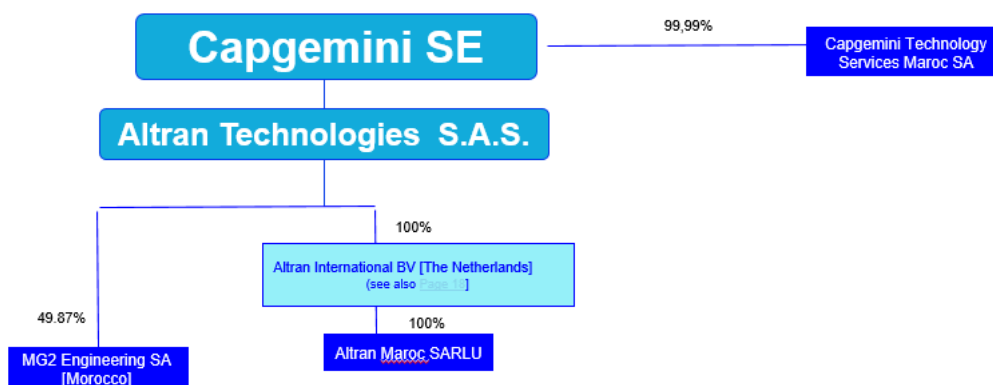 Capgemini SE
99,99%
Capgemini Technology
Services Maroc SA
Altran Technologies S.A.S.
100%
Altran International BV [The Netherlands]
(see also Page 18]
49.87%
100%
MG2 Engineering SA
[Morocco]
Altran Maroc SARLU